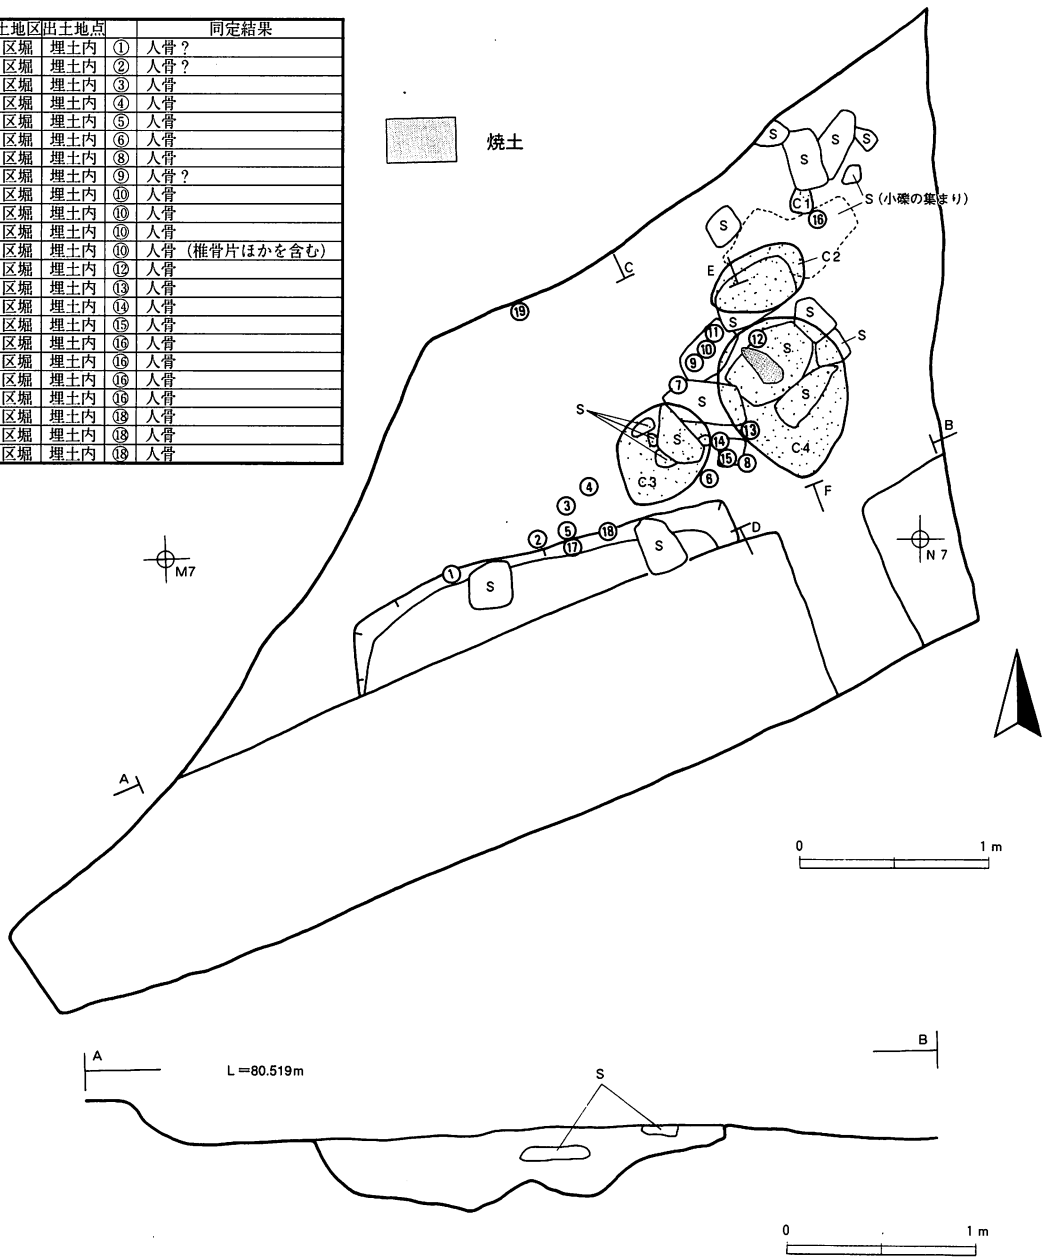 土地区 出土地点 同定結果
区堀 埋土内 ① 人骨？
区堀 埋土内 ② 人骨？
区堀 埋土内 ③ 人骨
区堀 埋土内 ④ 人骨
区堀 埋土内 ⑤ 人骨
区堀 埋土内 ⑥ 人骨
区堀 埋土内 ⑧ 人骨
区堀 埋土内 ⑨ 人骨？
区堀 埋土内 ⑩ 人骨
区堀 埋土内 ⑩ 人骨
区堀 埋土内 ⑩ 人骨
区堀 埋土内 ⑩ 人骨（椎骨片ほかを含む）
区堀 埋土内 ⑫ 人骨
区堀 埋土内 ⑬ 人骨
区堀 埋土内 ⑭ 人骨
区堀 埋土内 ⑮ 人骨
区堀 埋土内 ⑯ 人骨
区堀 埋土内 ⑯ 人骨
区堀 埋土内 ⑯ 人骨
区堀 埋土内 ⑯ 人骨
区堀 埋土内 ⑱ 人骨
区堀 埋土内 ⑱ 人骨
区堀 埋土内 ⑱ 人骨
焼土
S
S
S
S
C1
S（小礫の集まり）
⑯
S
C2
C
E
⑲
S
S
⑪
⑫
S
⑩
⑨
⑦
S
S
S
S
⑬
B
⑭
⑮
⑧
C4
C3
⑥
④
F
③
D
⑤
⑱
②
⑰
S
N7
M7
①
S
A
0 1m
A
B
L=80.519m
S
0 1m